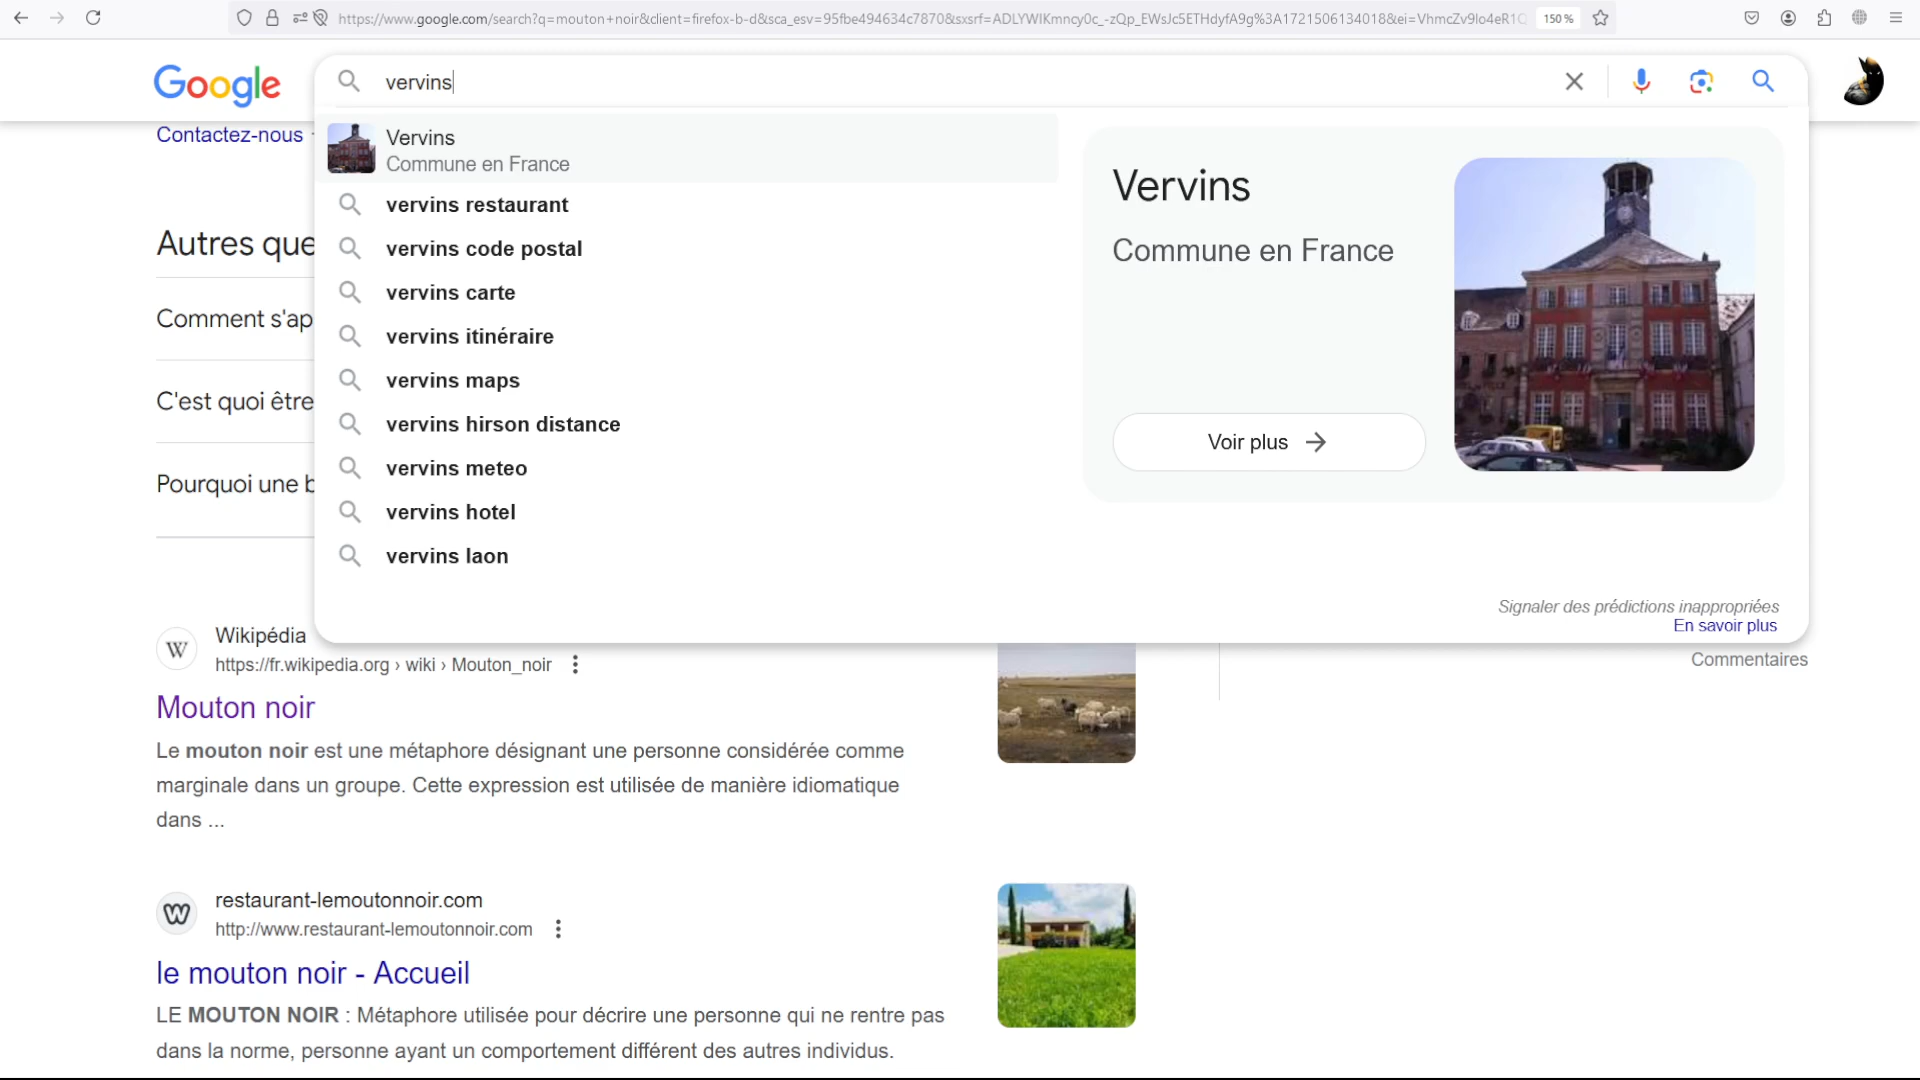 https://www.google.com/search?q=mouton+noir&client=firefox-b-d&sca_esv=95fbe494634c7870&sxsrf=ADLYWIKmncy0c_-zQp_EWsJc5ETHdyfA9g%3A1721506134018&ei=VhmcZv9lo4eR1C
150 %
Google
vervins
Contactez-nous
Vervins
Commune en France
vervins restaurant
vervins code postal
vervins carte
vervins itinéraire
vervins maps
vervins hirson distance
vervins meteo
vervins hotel
vervins laon
Vervins
Commune en France
Voir plus
Signaler des prédictions inappropriées
En savoir plus
Autres que
Comment s'ap
C'est quoi être
Pourquoi une b
Commentaires
W
Wikipédia
https://fr.wikipedia.org › wiki › Mouton_noir
Mouton noir
Le mouton noir est une métaphore désignant une personne considérée comme
marginale dans un groupe. Cette expression est utilisée de manière idiomatique
dans ...
restaurant-lemoutonnoir.com
http://www.restaurant-lemoutonnoir.com
le mouton noir - Accueil
LE MOUTON NOIR : Métaphore utilisée pour décrire une personne qui ne rentre pas
dans la norme, personne ayant un comportement différent des autres individus.